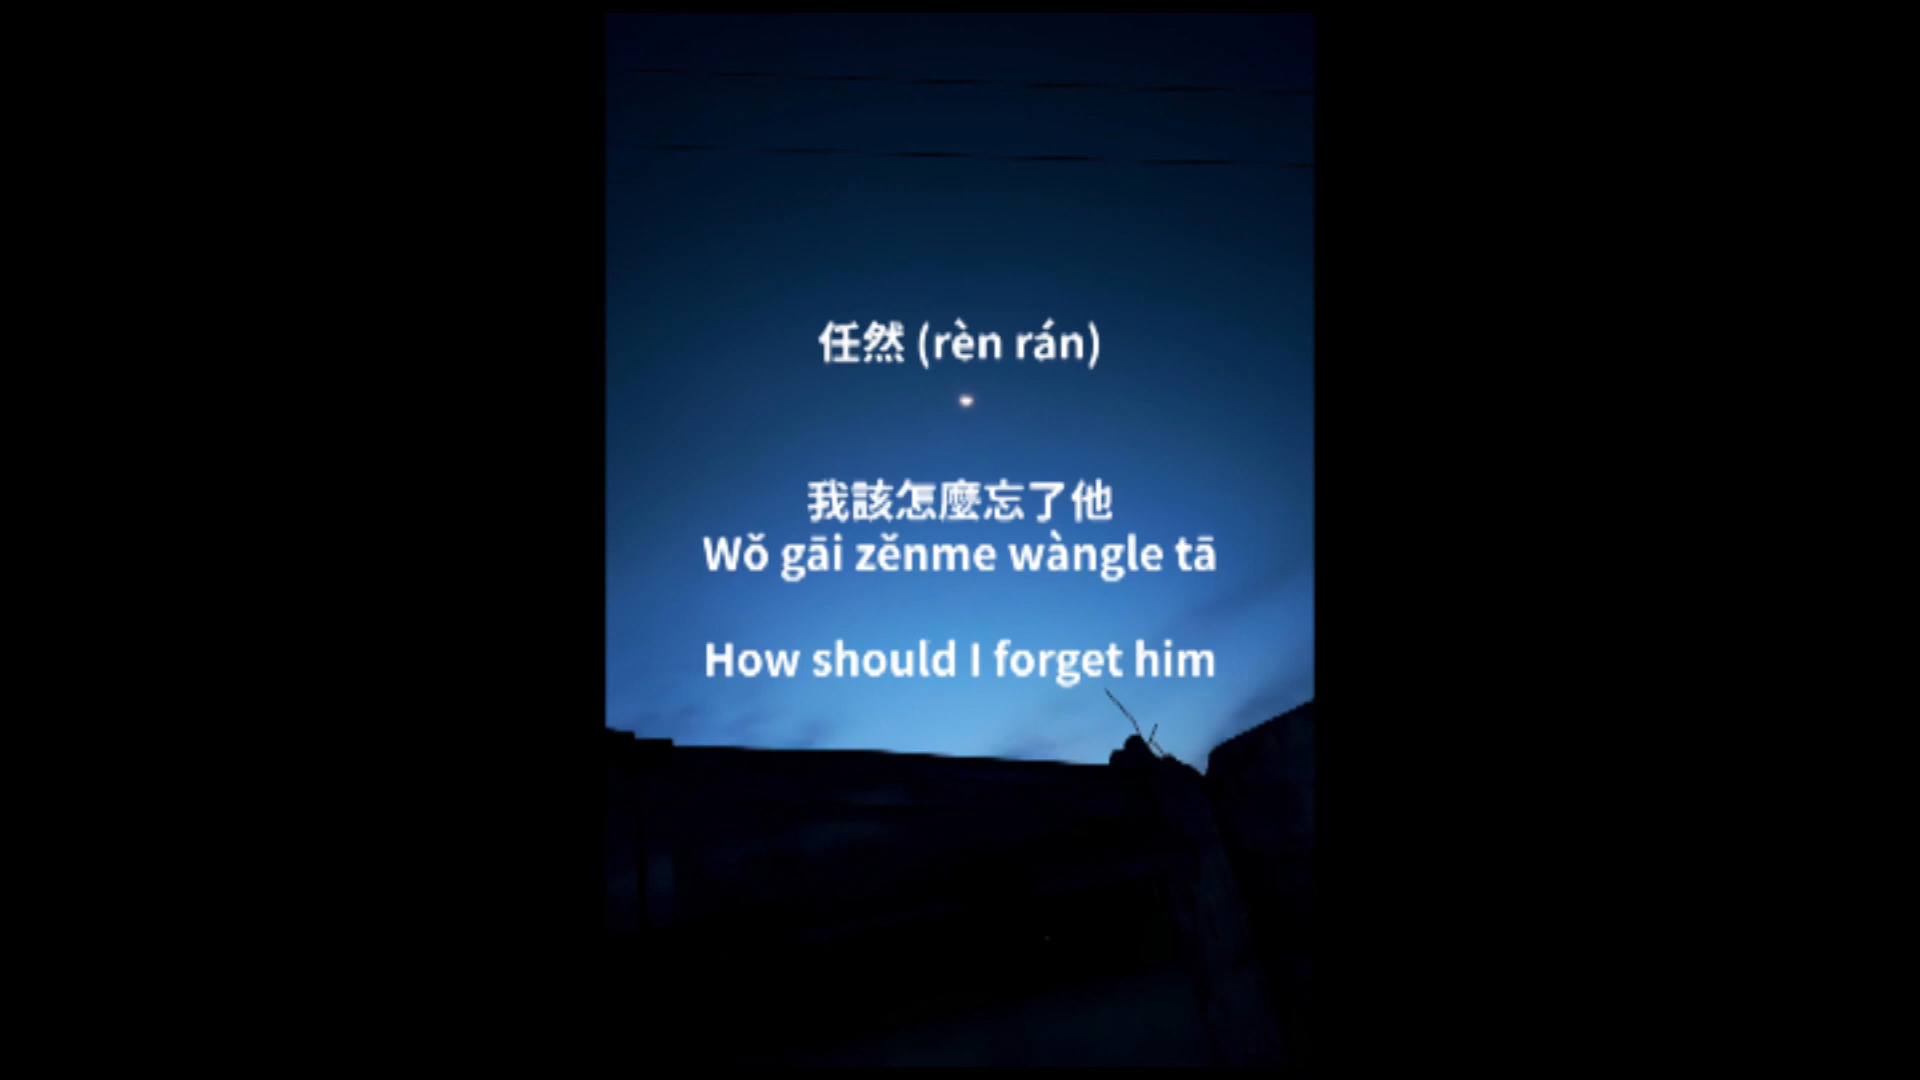 任然 (rèn rán)
我該怎麼忘了他
Wǒ gāi zěnme wàngle tā
How should I forget him